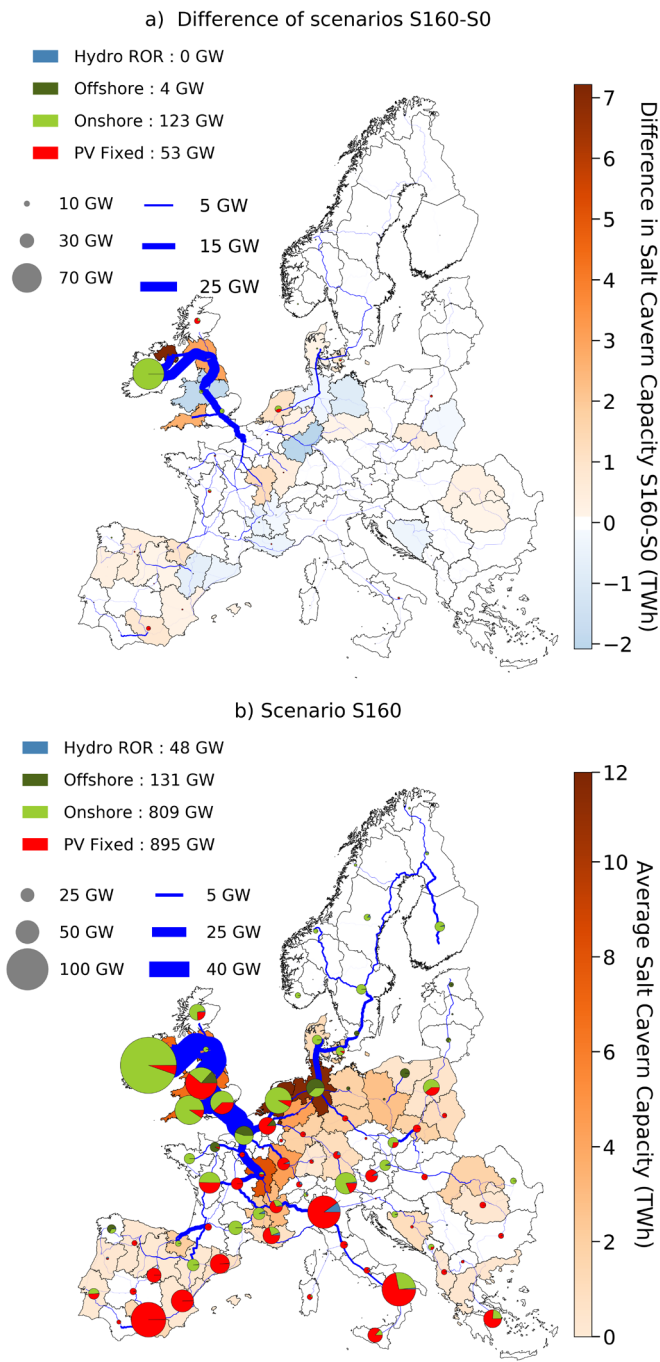 a)  Difference of scenarios S160-S0
Hydro ROR : 0 GW
Offshore : 4 GW
Onshore : 123 GW
PV Fixed : 53 GW
10 GW
5 GW
30 GW
15 GW
70 GW
25 GW
7
6
5
4
3
2
1
0
−1
−2
Difference in Salt Cavern Capacity S160-S0 (TWh)
b) Scenario S160
Hydro ROR : 48 GW
Offshore : 131 GW
Onshore : 809 GW
PV Fixed : 895 GW
25 GW
5 GW
50 GW
25 GW
100 GW
40 GW
12
10
8
6
4
2
0
Average Salt Cavern Capacity (TWh)